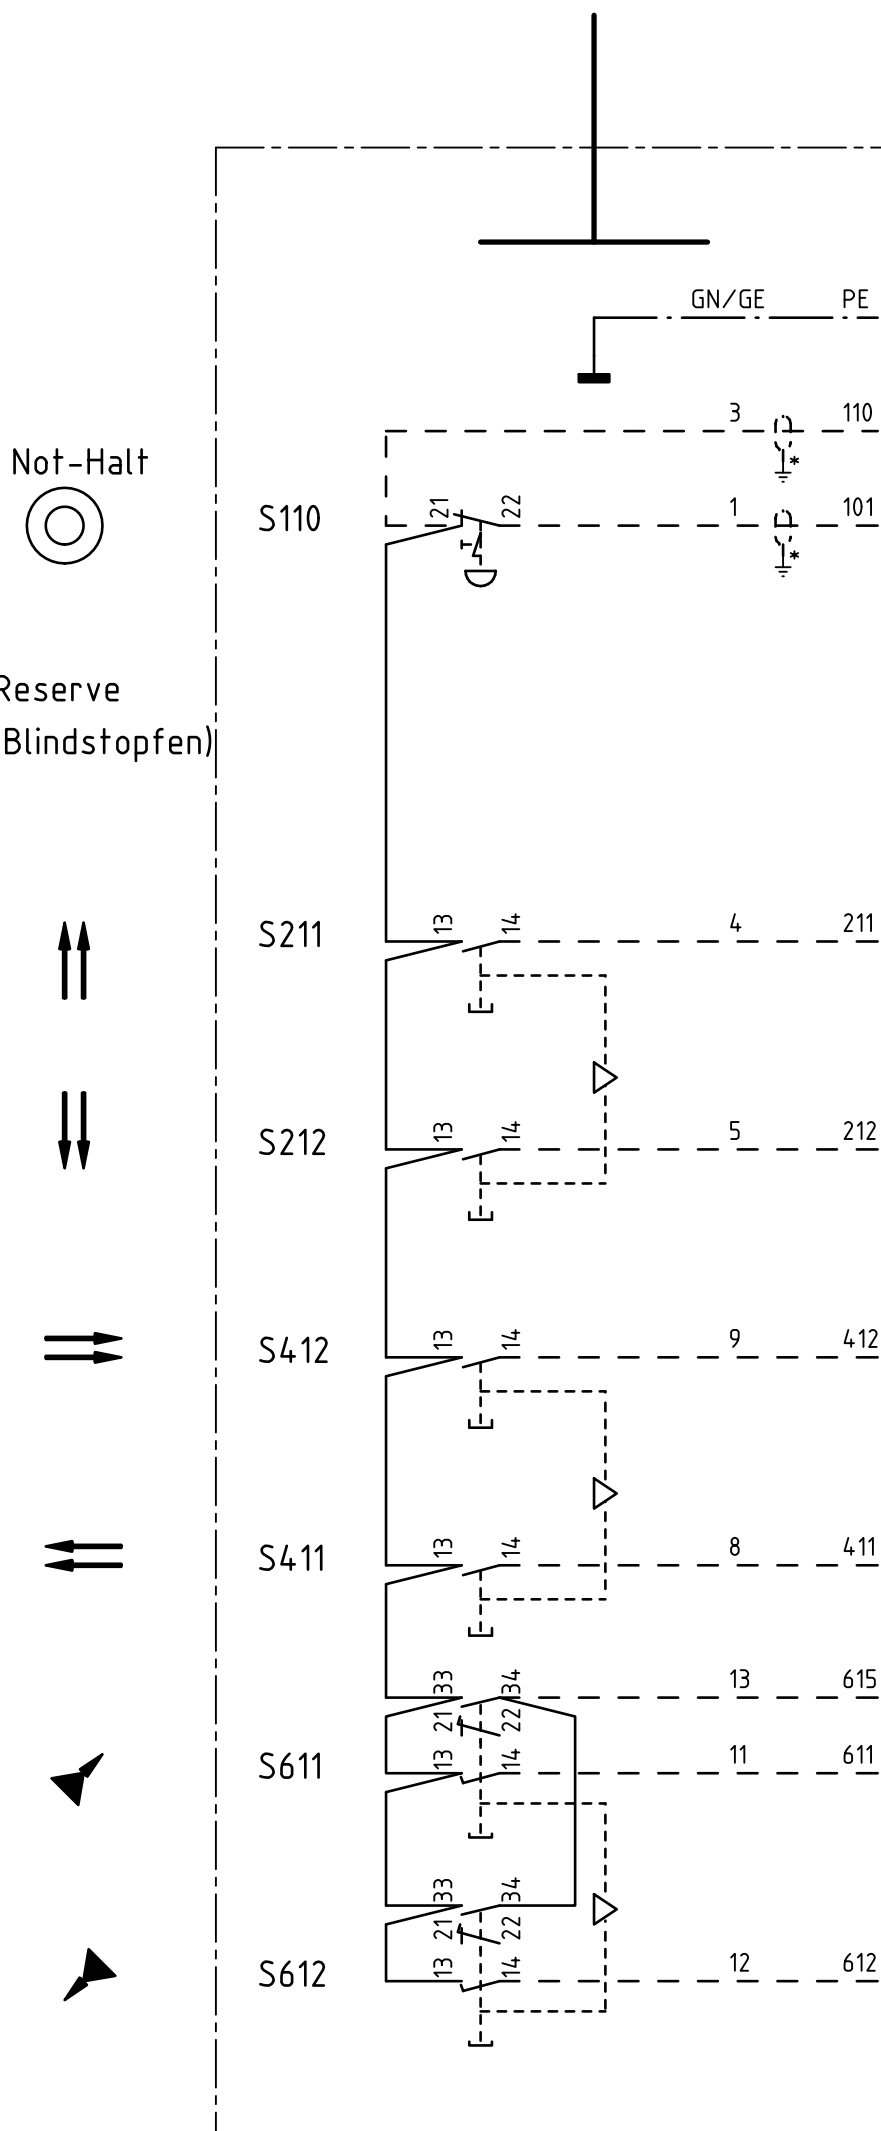 GN/GE PE
3 110
*
Not-Halt
S110 21 22 1 101
*
Reserve
Blindstopfen)
S211 13 14 4 211
S212 13 14 5 212
S412 13 14 9 412
S411 13 14 8 411
33 34 13 615
21 22
S611 13 14 11 611
33 34
21 22
S612 13 14 12 612